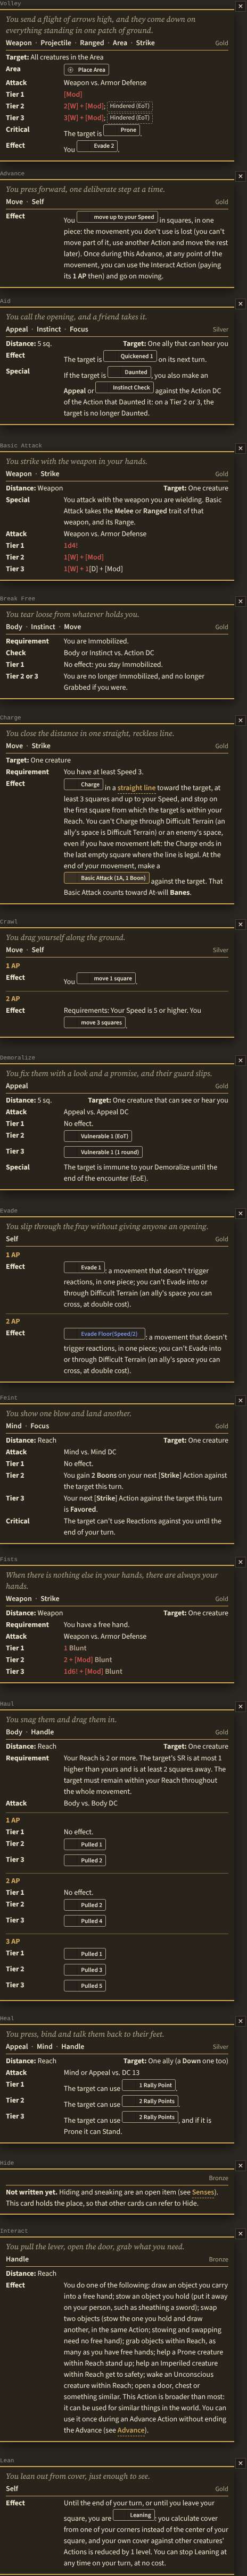 Volley
You send a flight of arrows high, and they come down on
everything standing in one patch of ground.
Weapon · Projectile · Ranged · Area · Strike Gold
Target: All creatures in the Area
Area Place Area
Attack Weapon vs. Armor Defense
Tier 1 [Mod]
Tier 2 2[W] + [Mod]; Hindered (EoT)
Tier 3 3[W] + [Mod]; Hindered (EoT)
Critical The target is Prone.
Effect You Evade 2.
Advance
You press forward, one deliberate step at a time.
Move · Self Gold
Effect You move up to your Speed in squares, in one
piece: the movement you don't use is lost (you can't
move part of it, use another Action and move the rest
later). Once during this Advance, at any point of the
movement, you can use the Interact Action (paying
its 1 AP then) and go on moving.
Aid
You call the opening, and a friend takes it.
Appeal · Instinct · Focus Silver
Distance: 5 sq. Target: One ally that can hear you
Effect The target is Quickened 1 on its next turn.
Special If the target is Daunted, you also make an
Appeal or Instinct Check against the Action DC
of the Action that Daunted it: on a Tier 2 or 3, the
target is no longer Daunted.
Basic Attack
You strike with the weapon in your hands.
Weapon · Strike Gold
Distance: Weapon Target: One creature
Special You attack with the weapon you are wielding. Basic
Attack takes the Melee or Ranged trait of that
weapon, and its Range.
Attack Weapon vs. Armor Defense
Tier 1 1d4!
Tier 2 1[W] + [Mod]
Tier 3 1[W] + 1[D] + [Mod]
Break Free
You tear loose from whatever holds you.
Body · Instinct · Move Gold
Requirement You are Immobilized.
Check Body or Instinct vs. Action DC
Tier 1 No effect: you stay Immobilized.
Tier 2 or 3 You are no longer Immobilized, and no longer
Grabbed if you were.
Charge
You close the distance in one straight, reckless line.
Move · Strike Gold
Target: One creature
Requirement You have at least Speed 3.
Effect Charge in a straight line toward the target, at
least 3 squares and up to your Speed, and stop on
the first square from which the target is within your
Reach. You can't Charge through Difficult Terrain (an
ally's space is Difficult Terrain) or an enemy's space,
even if you have movement left: the Charge ends in
the last empty square where the line is legal. At the
end of your movement, make a
Basic Attack (1A, 1 Boon) against the target. That
Basic Attack counts toward At-will Banes.
Crawl
You drag yourself along the ground.
Move · Self Silver
1 AP
Effect You move 1 square.
2 AP
Effect Requirements: Your Speed is 5 or higher. You
move 3 squares.
Demoralize
You fix them with a look and a promise, and their guard slips.
Appeal Gold
Distance: 5 sq. Target: One creature that can see or hear you
Attack Appeal vs. Appeal DC
Tier 1 No effect.
Tier 2 Vulnerable 1 (EoT)
Tier 3 Vulnerable 1 (1 round)
Special The target is immune to your Demoralize until the
end of the encounter (EoE).
Evade
You slip through the fray without giving anyone an opening.
Self Gold
1 AP
Effect Evade 1: a movement that doesn't trigger
reactions, in one piece; you can't Evade into or
through Difficult Terrain (an ally's space you can
cross, at double cost).
2 AP
Effect Evade Floor(Speed/2): a movement that doesn't
trigger reactions, in one piece; you can't Evade into
or through Difficult Terrain (an ally's space you can
cross, at double cost).
Feint
You show one blow and land another.
Mind · Focus Gold
Distance: Reach Target: One creature
Attack Mind vs. Mind DC
Tier 1 No effect.
Tier 2 You gain 2 Boons on your next [Strike] Action against
the target this turn.
Tier 3 Your next [Strike] Action against the target this turn
is Favored.
Critical The target can't use Reactions against you until the
end of your turn.
Fists
When there is nothing else in your hands, there are always your
hands.
Weapon · Strike Gold
Distance: Weapon Target: One creature
Requirement You have a free hand.
Attack Weapon vs. Armor Defense
Tier 1 1 Blunt
Tier 2 2 + [Mod] Blunt
Tier 3 1d6! + [Mod] Blunt
Haul
You snag them and drag them in.
Body · Handle Gold
Distance: Reach Target: One creature
Requirement Your Reach is 2 or more. The target's SR is at most 1
higher than yours and is at least 2 squares away. The
target must remain within your Reach throughout
the whole movement.
Attack Body vs. Body DC
1 AP
Tier 1 No effect.
Tier 2 Pulled 1
Tier 3 Pulled 2
2 AP
Tier 1 No effect.
Tier 2 Pulled 2
Tier 3 Pulled 4
3 AP
Tier 1 Pulled 1
Tier 2 Pulled 3
Tier 3 Pulled 5
Heal
You press, bind and talk them back to their feet.
Appeal · Mind · Handle Gold
Distance: Reach Target: One ally (a Down one too)
Effect Mind or Appeal vs. DC 13
Tier 1 The target can use 1 Rally Point.
Tier 2 The target can use 2 Rally Points.
Tier 3 The target can use 2 Rally Points, and if it is
Prone it can Stand.
Hide
Bronze
Not written yet. Hiding and sneaking are an open item (see Senses).
This card holds the place, so that other cards can refer to Hide.
Interact
You pull the lever, open the door, grab what you need.
Handle Bronze
Distance: Reach
Effect You do one of the following: draw an object you carry
into a free hand; stow an object you hold (put it away
on your person, such as sheathing a sword); swap
two objects (stow the one you hold and draw
another, in the same Action; stowing and swapping
need no free hand); grab objects within Reach, as
many as you have free hands; help a Prone creature
within Reach stand up; help an Imperiled creature
within Reach get to safety; wake an Unconscious
creature within Reach; open a door, chest or
something similar. This Action is broader than most:
it can be used for similar things in the world. You can
use it once during an Advance Action without ending
the Advance (see Advance).
Lean
You lean out from cover, just enough to see.
Self Gold
Effect Until the end of your turn, or until you leave your
square, you are Leaning: you calculate cover
from one of your corners instead of the center of your
square, and your own cover against other creatures'
Actions is reduced by 1 level. You can stop Leaning at
any time on your turn, at no cost.